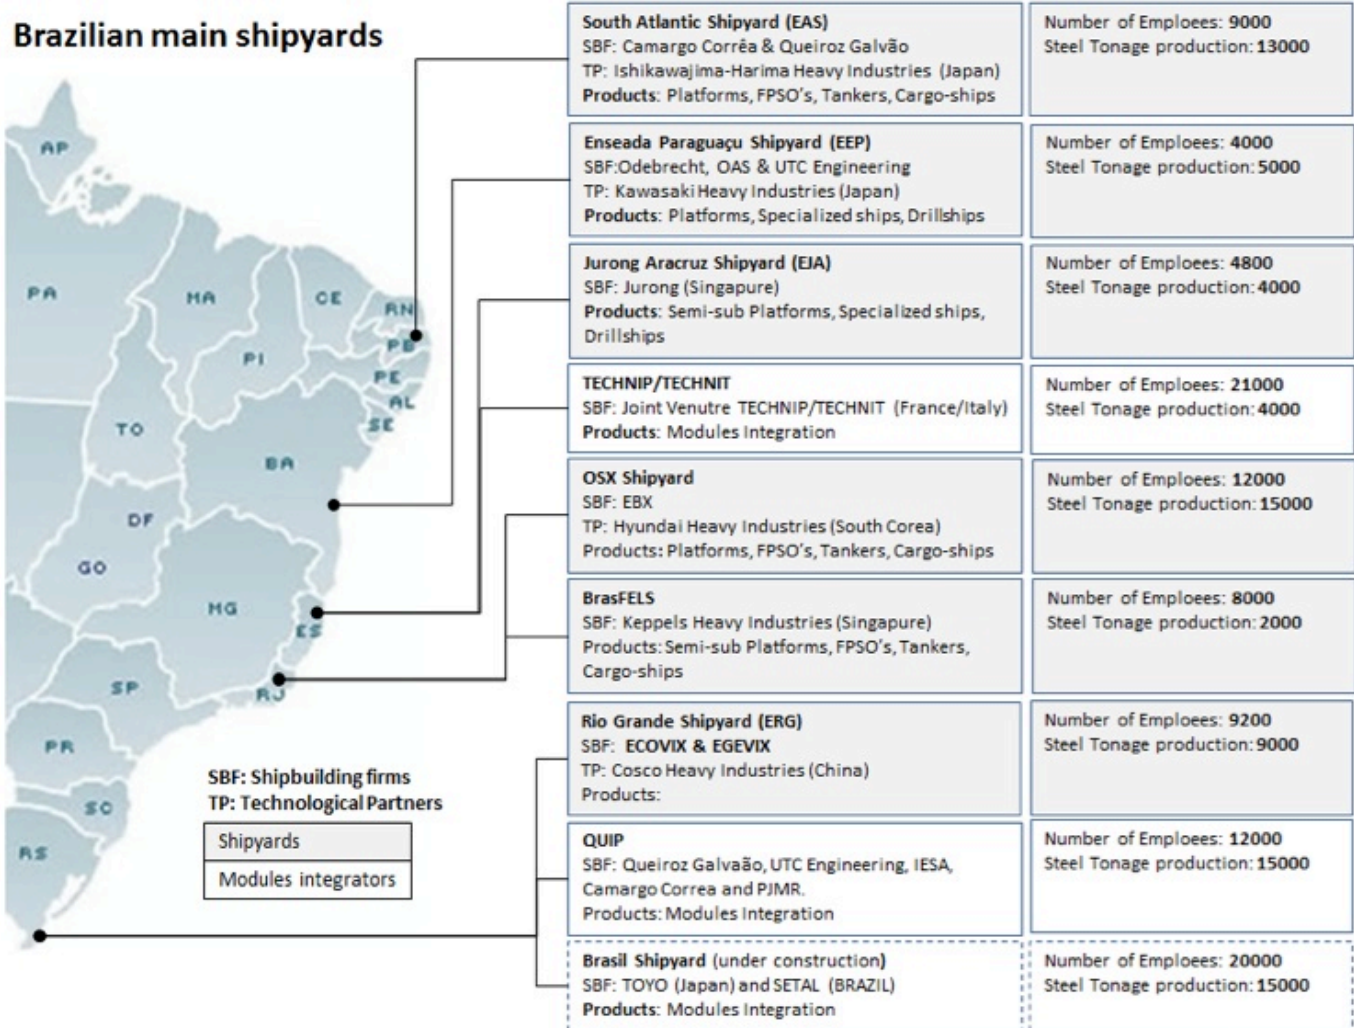 Brazilian main shipyards
South Atlantic Shipyard (EAS)
SBF: Camargo Corrêa & Queiroz Galvão
TP: Ishikawajima-Harima Heavy Industries (Japan)
Products: Platforms, FPSO's, Tankers, Cargo-ships
Number of Emploees: 9000
Steel Tonage production: 13000
Enseada Paraguaçu Shipyard (EEP)
SBF:Odebrecht, OAS & UTC Engineering
TP: Kawasaki Heavy Industries (Japan)
Products: Platforms, Specialized ships, Drillships
Number of Emploees: 4000
Steel Tonage production: 5000
Jurong Aracruz Shipyard (EJA)
SBF: Jurong (Singapure)
Products: Semi-sub Platforms, Specialized ships,
Drillships
Number of Emploees: 4800
Steel Tonage production: 4000
TECHNIP/TECHNIT
SBF: Joint Venutre TECHNIP/TECHNIT (France/Italy)
Products: Modules Integration
Number of Emploees: 21000
Steel Tonage production: 4000
OSX Shipyard
SBF: EBX
TP: Hyundai Heavy Industries (South Corea)
Products: Platforms, FPSO's, Tankers, Cargo-ships
Number of Emploees: 12000
Steel Tonage production: 15000
BrasFELS
SBF: Keppels Heavy Industries (Singapure)
Products: Semi-sub Platforms, FPSO's, Tankers,
Cargo-ships
Number of Emploees: 8000
Steel Tonage production: 2000
Rio Grande Shipyard (ERG)
SBF: ECOVIX & EGEVIX
TP: Cosco Heavy Industries (China)
Products:
Number of Emploees: 9200
Steel Tonage production: 9000
QUIP
SBF: Queiroz Galvaão, UTC Engineering, IESA,
Camargo Correa and PJMR.
Products: Modules Integration
Number of Emploees: 12000
Steel Tonage production: 15000
Brasil Shipyard (under construction)
SBF: TOYO (Japan) and SETAL (BRAZIL)
Products: Modules Integration
Number of Emploees: 20000
Steel Tonage production: 15000
AP
PA
MA
CE
RN
PB
PI
PE
AL
SE
TO
BA
DF
GO
MG
ES
SP
RJ
PR
SC
RS
SBF: Shipbuilding firms
TP: Technological Partners
Shipyards
Modules integrators